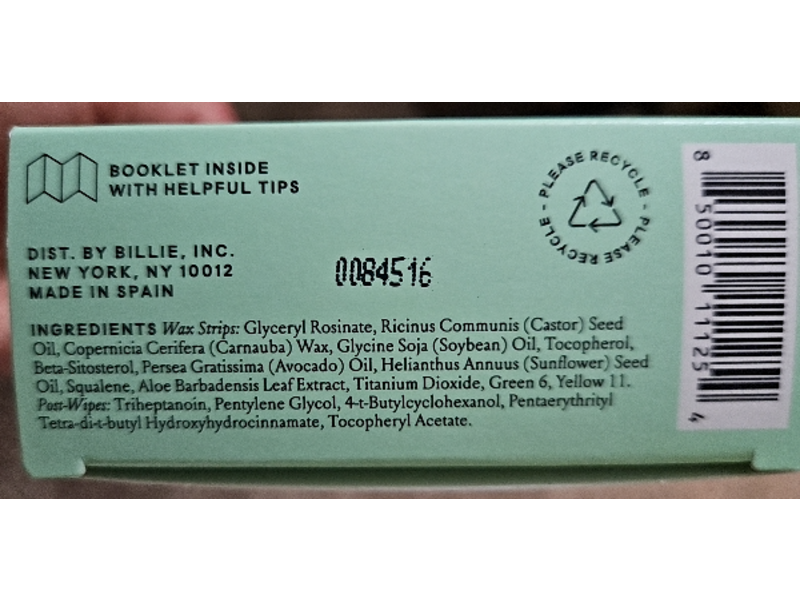 BOOKLET INSIDE
WITH HELPFUL TIPS
PLEASE RECYCLE - PLEASE RECYCLE -
DIST. BY BILLIE, INC.
NEW YORK, NY 10012
MADE IN SPAIN
0084516
INGREDIENTS Wax Strips: Glyceryl Rosinate, Ricinus Communis (Castor) Seed
Oil, Copernicia Cerifera (Carnauba) Wax, Glycine Soja (Soybean) Oil, Tocopherol,
Beta-Sitosterol, Persea Gratissima (Avocado) Oil, Helianthus Annuus (Sunflower) Seed
Oil, Squalene, Aloe Barbadensis Leaf Extract, Titanium Dioxide, Green 6, Yellow 11.
Post-Wipes: Triheptanoin, Pentylene Glycol, 4-t-Butylcyclohexanol, Pentaerythrityl
Tetra-di-t-butyl Hydroxyhydrocinnamate, Tocopheryl Acetate.
8 50010 11125 4